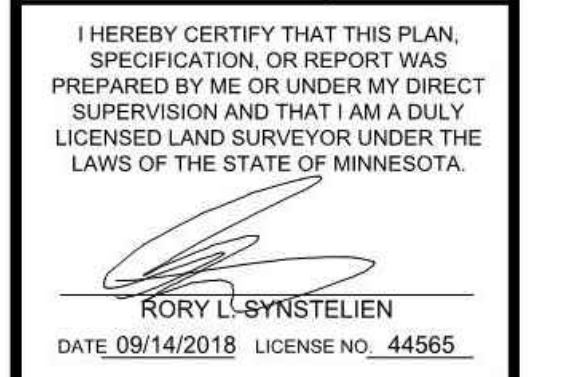 I HEREBY CERTIFY THAT THIS PLAN,
SPECIFICATION, OR REPORT WAS
PREPARED BY ME OR UNDER MY DIRECT
SUPERVISION AND THAT I AM A DULY
LICENSED LAND SURVEYOR UNDER THE
LAWS OF THE STATE OF MINNESOTA.
RORY L. SYNSTELIEN
DATE 09/14/2018 LICENSE NO. 44565